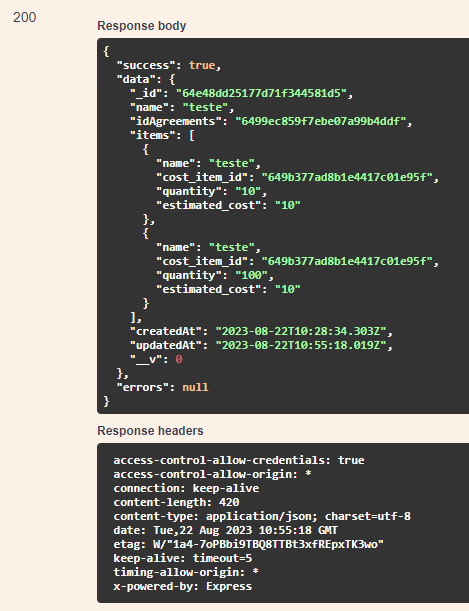 200
Response body
{
  "success": true,
  "data": {
    "_id": "64e48dd25177d71f344581d5",
    "name": "teste",
    "idAgreements": "6499ec859f7ebe07a99b4ddf",
    "items": [
      {
        "name": "teste",
        "cost_item_id": "649b377ad8b1e4417c01e95f",
        "quantity": "10",
        "estimated_cost": "10"
      },
      {
        "name": "teste",
        "cost_item_id": "649b377ad8b1e4417c01e95f",
        "quantity": "100",
        "estimated_cost": "10"
      }
    ],
    "createdAt": "2023-08-22T10:28:34.303Z",
    "updatedAt": "2023-08-22T10:55:18.019Z",
    "__v": 0
  },
  "errors": null
}
Response headers
access-control-allow-credentials: true
access-control-allow-origin: *
connection: keep-alive
content-length: 420
content-type: application/json; charset=utf-8
date: Tue,22 Aug 2023 10:55:18 GMT
etag: W/"1a4-7oPBbi9TBQ8TTBt3xfREpxTK3wo"
keep-alive: timeout=5
timing-allow-origin: *
x-powered-by: Express